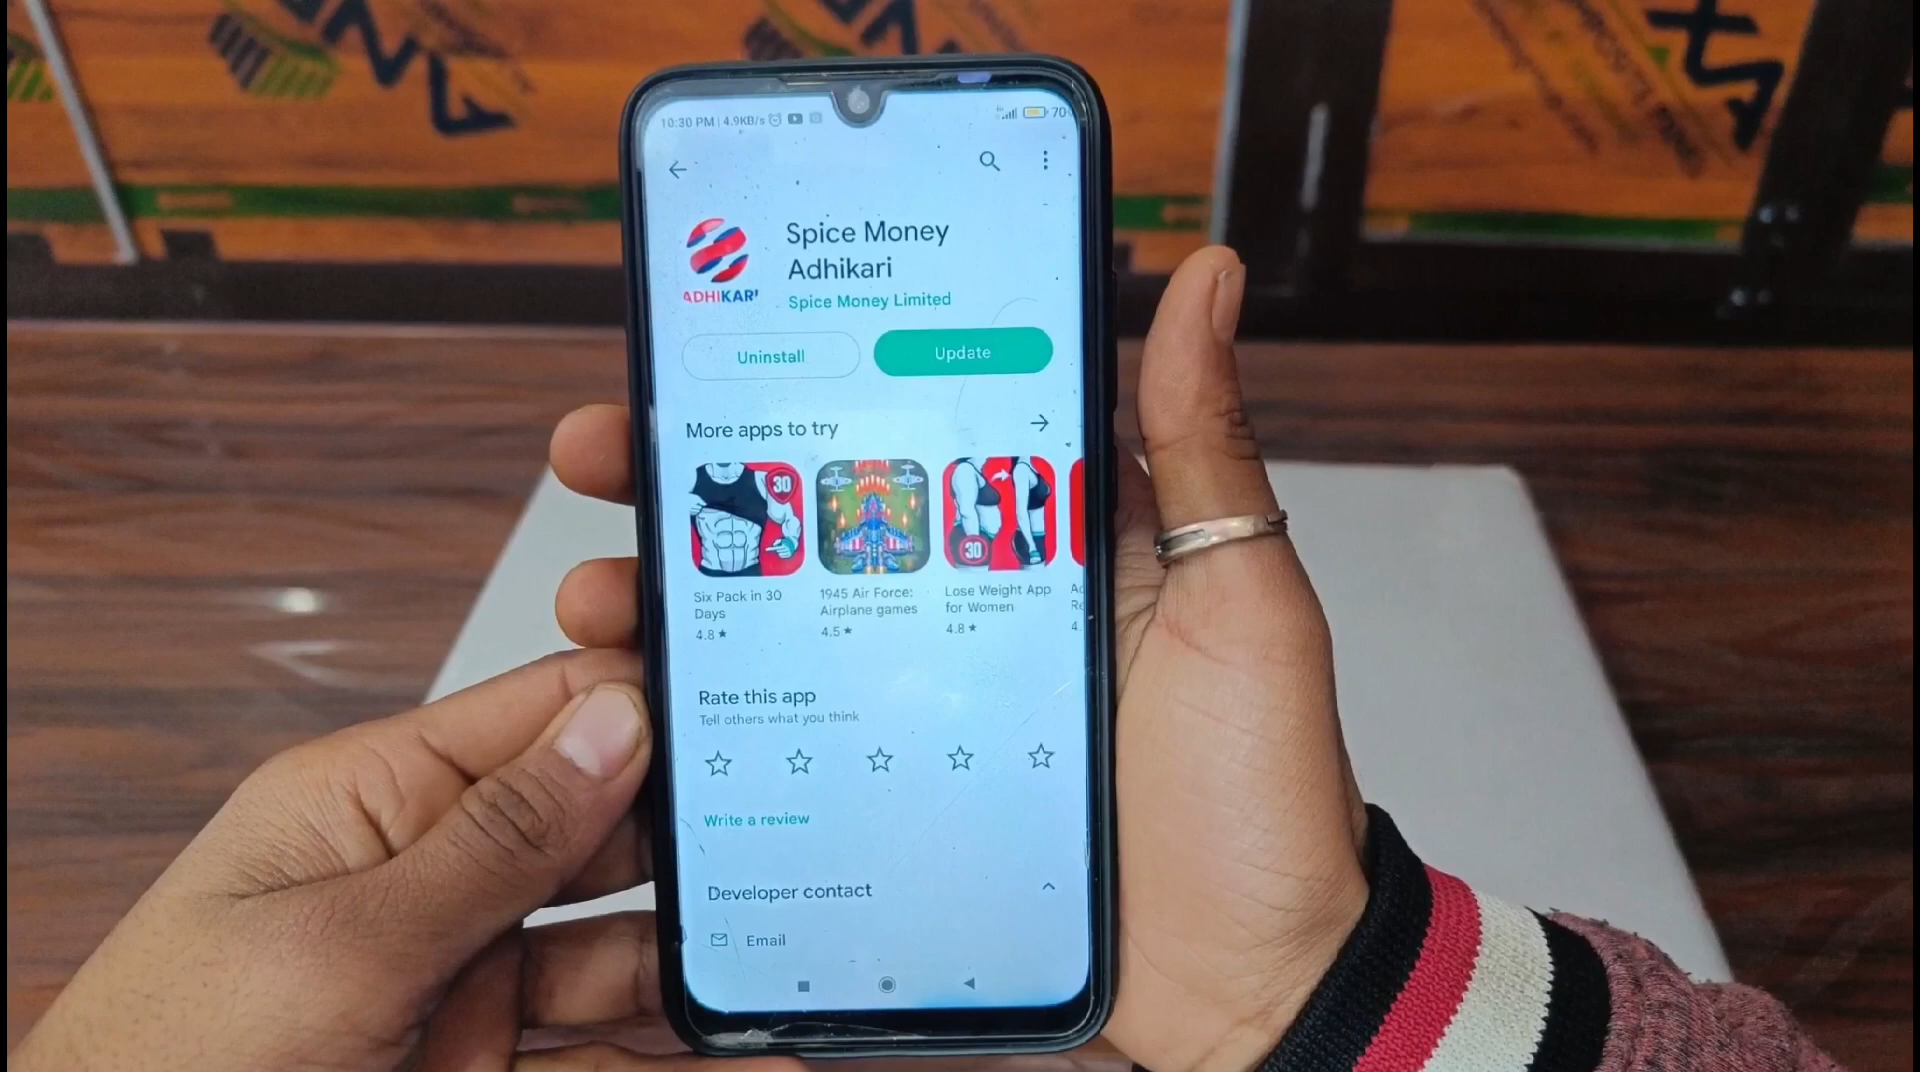 10:30 PM | 4.9KB/s
70
Spice Money
Adhikari
ADHIKARI
Spice Money Limited
Uninstall
Update
More apps to try
30
30
Six Pack in 30
Days
4.8★
1945 Air Force:
Airplane games
4.5★
Lose Weight App
for Women
4.8★
Rate this app
Tell others what you think
Write a review
Developer contact
Email